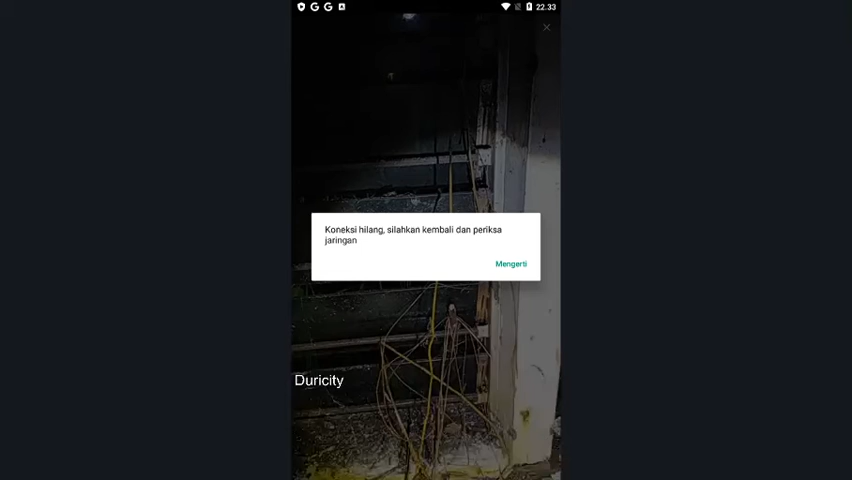 22.33
Koneksi hilang, silahkan kembali dan periksa
jaringan
Mengerti
Duricity